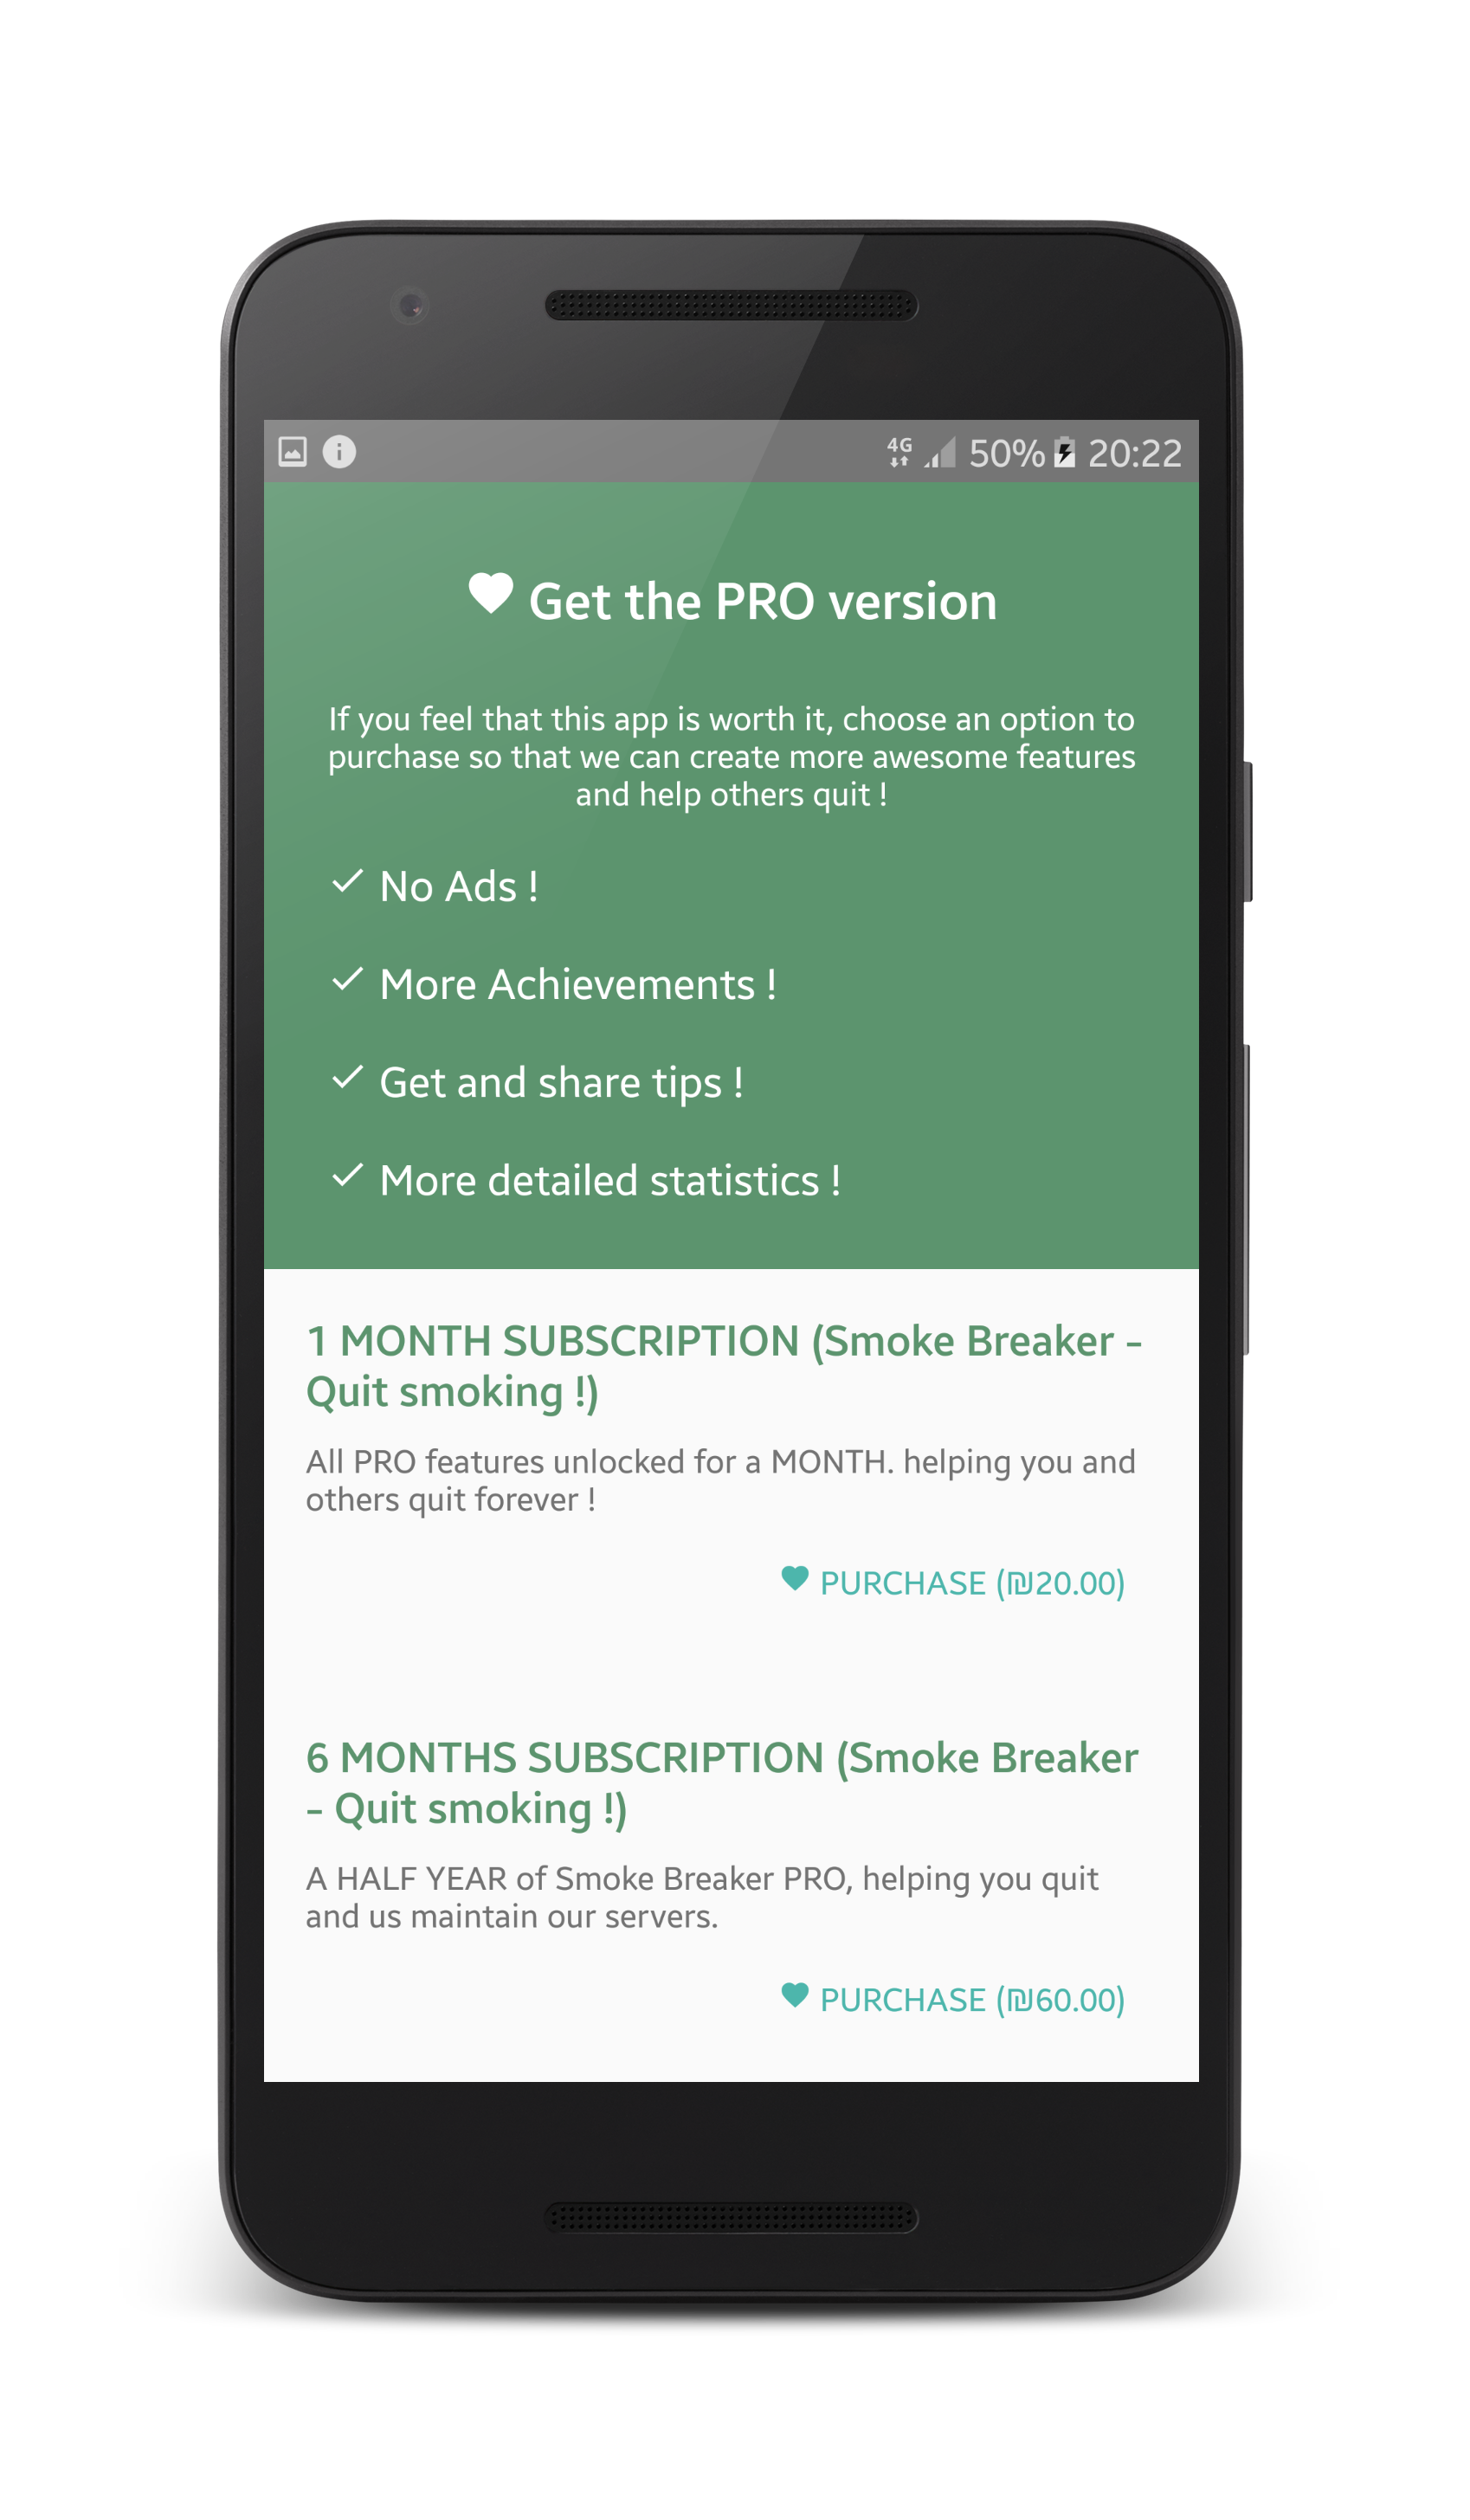 4G 50% 20:22
Get the PRO version
If you feel that this app is worth it, choose an option to
purchase so that we can create more awesome features
and help others quit !
No Ads !
More Achievements !
Get and share tips !
More detailed statistics !
1 MONTH SUBSCRIPTION (Smoke Breaker -
Quit smoking !)
All PRO features unlocked for a MONTH. helping you and
others quit forever !
PURCHASE (₪20.00)
6 MONTHS SUBSCRIPTION (Smoke Breaker
- Quit smoking !)
A HALF YEAR of Smoke Breaker PRO, helping you quit
and us maintain our servers.
PURCHASE (₪60.00)